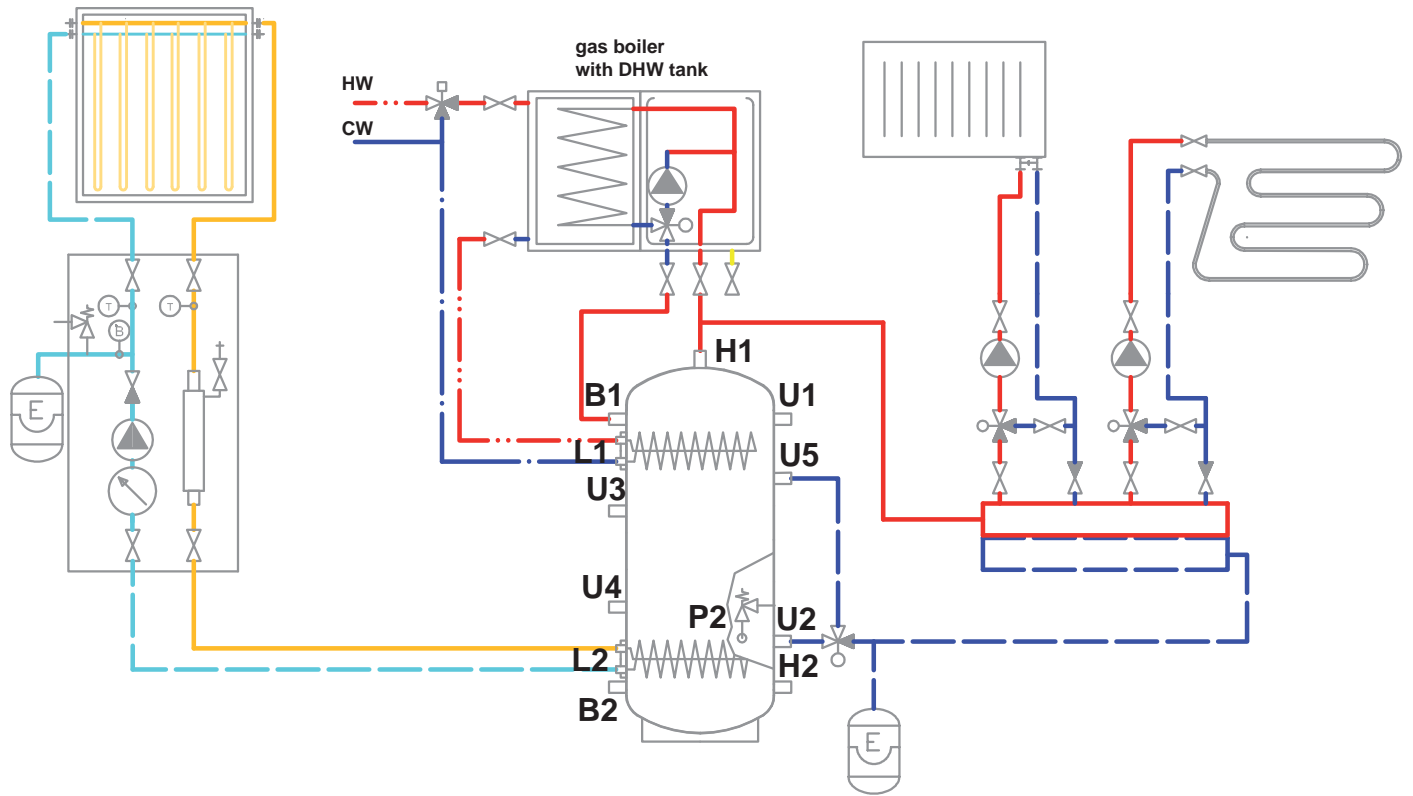 gas boiler
with DHW tank
HW
CW
T
T
B
E
H1
B1
U1
L1
U5
U3
U4
P2
U2
L2
H2
B2
E